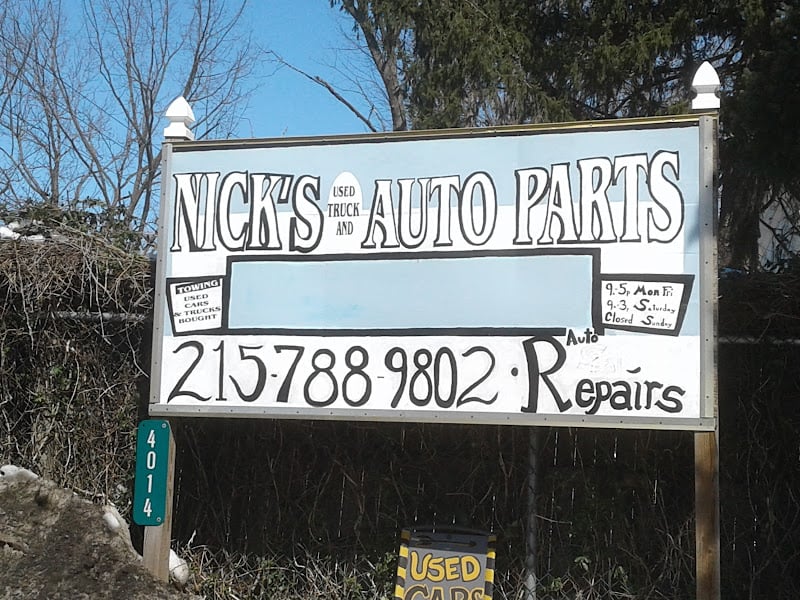 NICK'S USED TRUCK AND AUTO PARTS
TOWING
USED
CARS
& TRUCKS
BOUGHT
9-5, Mon Fri
9-3, Saturday
Closed Sunday
215-788-9802 · Auto Repairs
4014
USED
CARS